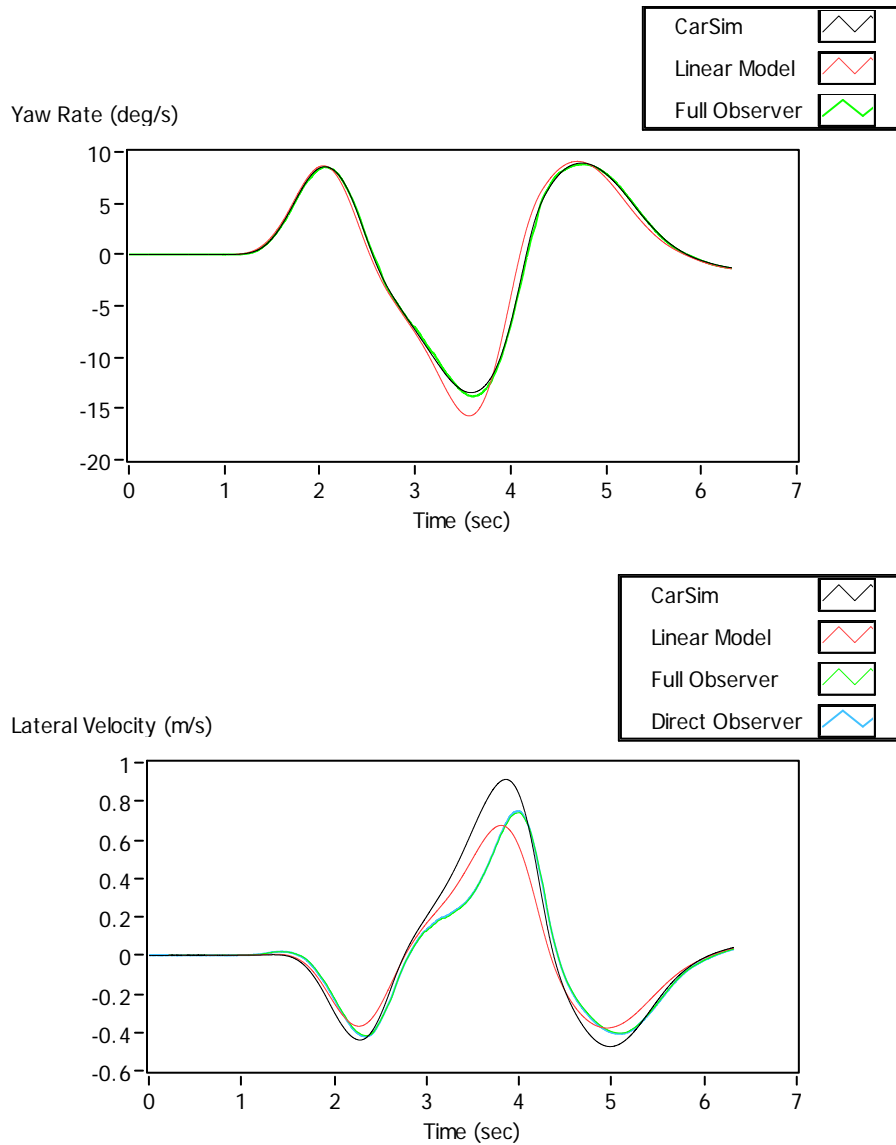 CarSim
Linear Model
Full Observer
Yaw Rate (deg/s)
10
5
0
-5
-10
-15
-20
0 1 2 3 4 5 6 7
Time (sec)
CarSim
Linear Model
Full Observer
Direct Observer
Lateral Velocity (m/s)
1
0.8
0.6
0.4
0.2
0
-0.2
-0.4
-0.6
0 1 2 3 4 5 6 7
Time (sec)